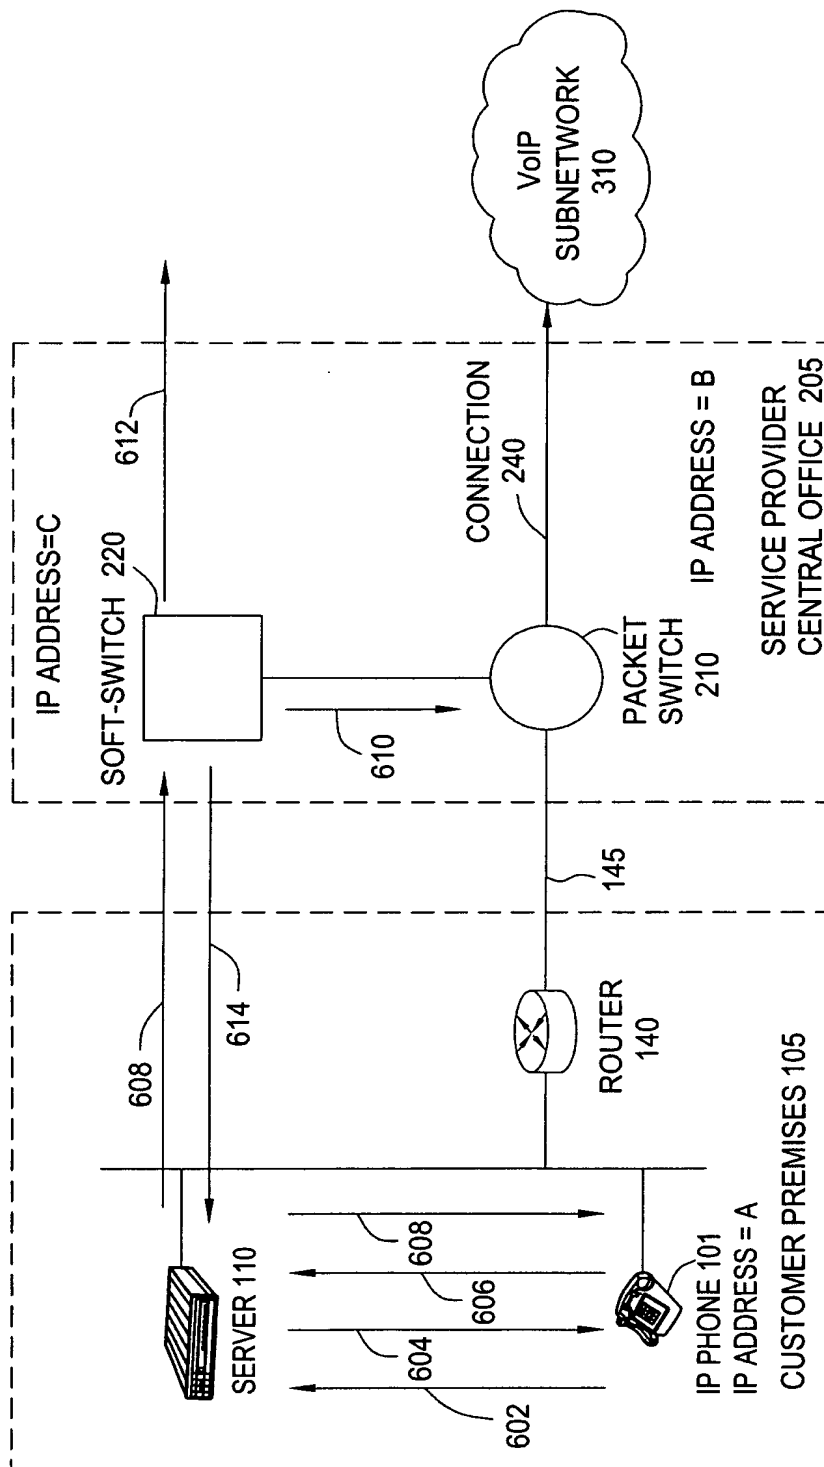 IP ADDRESS=C
SOFT-SWITCH 220
612
608
614
610
SERVER 110
608
606
604
602
VoIP
SUBNETWORK
310
CONNECTION
240
PACKET
SWITCH
210
145
ROUTER
140
IP ADDRESS = B
SERVICE PROVIDER
CENTRAL OFFICE 205
IP PHONE 101
IP ADDRESS = A
CUSTOMER PREMISES 105